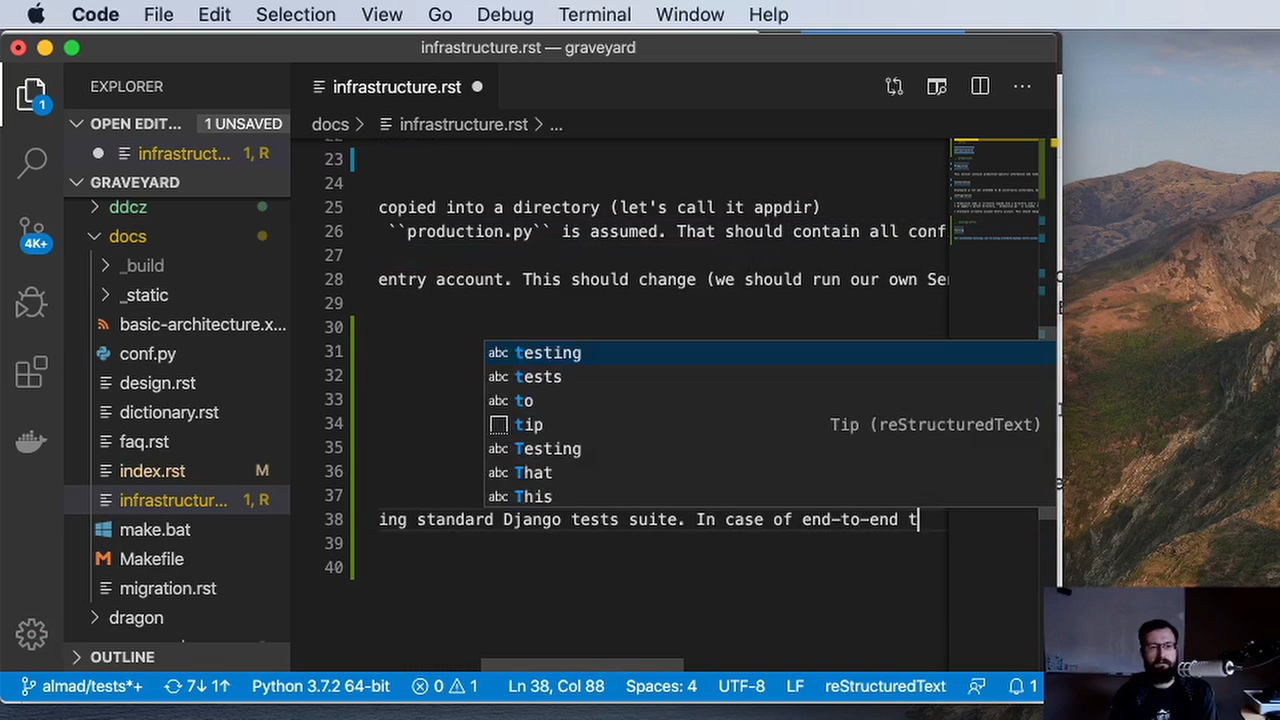 Code File Edit Selection View Go Debug Terminal Window Help
infrastructure.rst — graveyard
EXPLORER
infrastructure.rst
OPEN EDIT... 1 UNSAVED
docs > infrastructure.rst > ...
infrastruct... 1, R
GRAVEYARD
ddcz
docs
_build
_static
basic-architecture.x...
conf.py
design.rst
dictionary.rst
faq.rst
index.rst M
infrastructur... 1, R
make.bat
Makefile
migration.rst
dragon
OUTLINE
1
4K+
23
24
25 copied into a directory (let's call it appdir)
26 ``production.py`` is assumed. That should contain all conf
27
28 entry account. This should change (we should run our own Se
29
30
31
32
33
34
35
36
37
38 ing standard Django tests suite. In case of end-to-end t
39
40
abc testing
abc tests
abc to
tip Tip (reStructuredText)
abc Testing
abc That
abc This
almad/tests*+ 7↓ 1↑ Python 3.7.2 64-bit 0 1 Ln 38, Col 88 Spaces: 4 UTF-8 LF reStructuredText 1